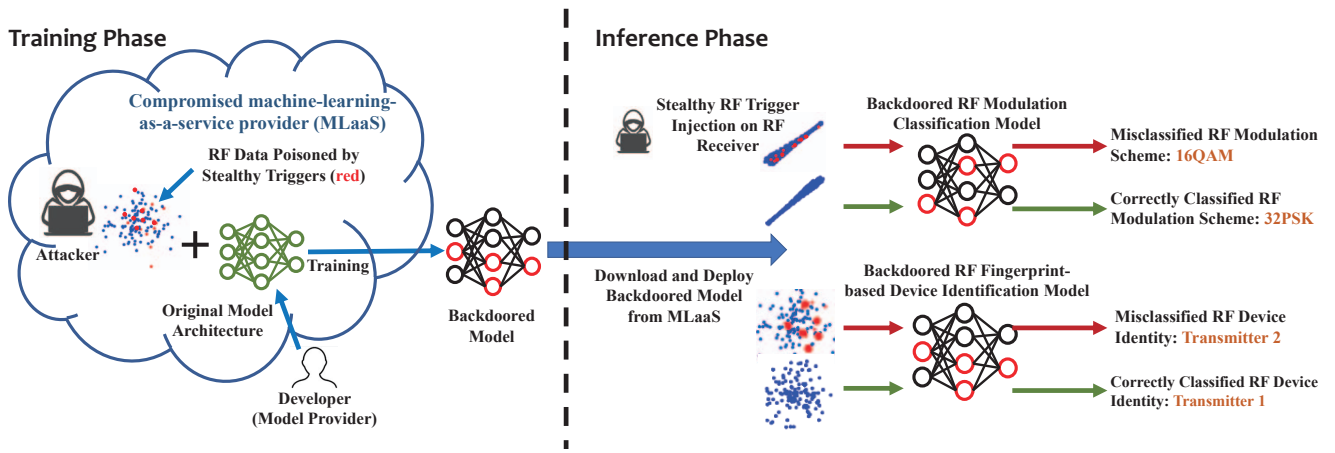 Training Phase
Compromised machine-learning-
as-a-service provider (MLaaS)
RF Data Poisoned by
Stealthy Triggers (red)
Attacker
+
Training
Original Model
Architecture
Developer
(Model Provider)
Backdoored
Model
Inference Phase
Download and Deploy
Backdoored Model
from MLaaS
Stealthy RF Trigger
Injection on RF
Receiver
Backdoored RF Modulation
Classification Model
Misclassified RF Modulation
Scheme: 16QAM
Correctly Classified RF
Modulation Scheme: 32PSK
Backdoored RF Fingerprint-
based Device Identification Model
Misclassified RF Device
Identity: Transmitter 2
Correctly Classified RF Device
Identity: Transmitter 1